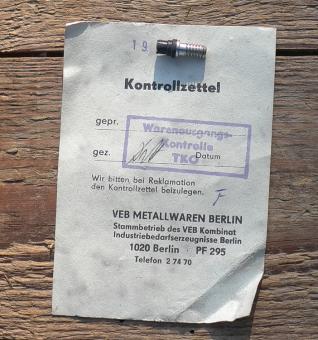 19
Kontrollzettel
gepr.
Warenausgangs-
Kontrolle
TKO
gez. Datum
Wir bitten, bei Reklamation
den Kontrollzettel beizulegen. F
VEB METALLWAREN BERLIN
Stammbetrieb des VEB Kombinat
Industriebedarfserzeugnisse Berlin
1020 Berlin PF 295
Telefon 2 74 70